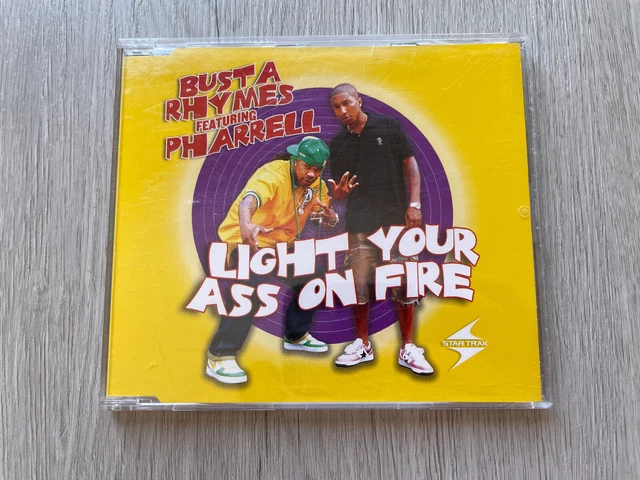 BUSTA
RHYMES
FEATURING
PHARRELL
LIGHT YOUR
ASS ON FIRE
STAR TRAK